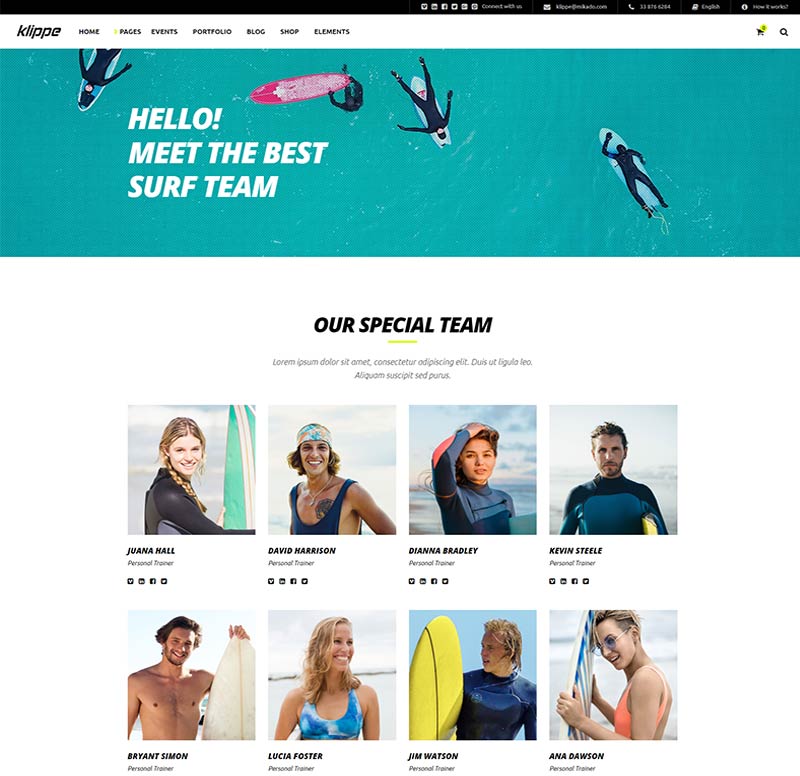 Connect with us
klippe@mikado.com
33 876 6284
English
How it works?
klippe
HOME
PAGES
EVENTS
PORTFOLIO
BLOG
SHOP
ELEMENTS
HELLO!
MEET THE BEST
SURF TEAM
OUR SPECIAL TEAM
Lorem ipsum dolor sit amet, consectetur adipiscing elit. Duis ut ligula leo.
Aliquam suscipit sed purus.
JUANA HALL
Personal Trainer
DAVID HARRISON
Personal Trainer
DIANNA BRADLEY
Personal Trainer
KEVIN STEELE
Personal Trainer
BRYANT SIMON
Personal Trainer
LUCIA FOSTER
Personal Trainer
JIM WATSON
Personal Trainer
ANA DAWSON
Personal Trainer